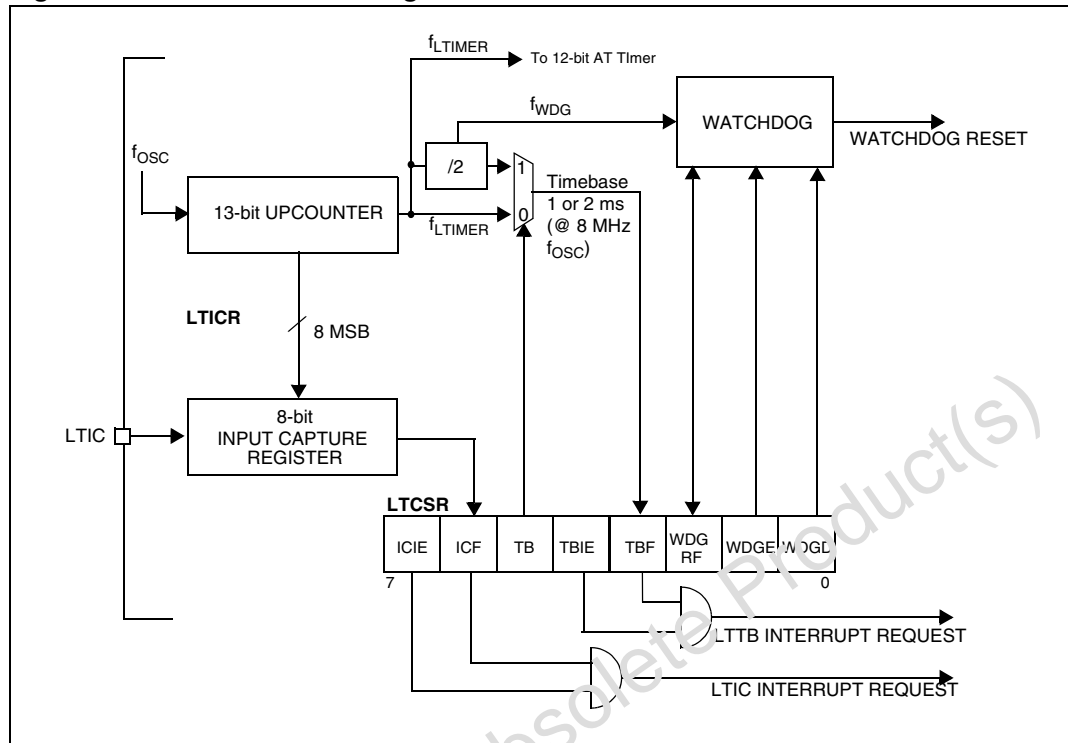 fLTIMER
To 12-bit AT TImer
fWDG
WATCHDOG
WATCHDOG RESET
fOSC
/2
1
0
Timebase
1 or 2 ms
(@ 8 MHz
fOSC)
13-bit UPCOUNTER
fLTIMER
LTICR
8 MSB
LTIC
8-bit
INPUT CAPTURE
REGISTER
LTCSR
ICIE
ICF
TB
TBIE
TBF
WDG
RF
WDGE
WDGD
7
0
LTTB INTERRUPT REQUEST
LTIC INTERRUPT REQUEST
Product(s)